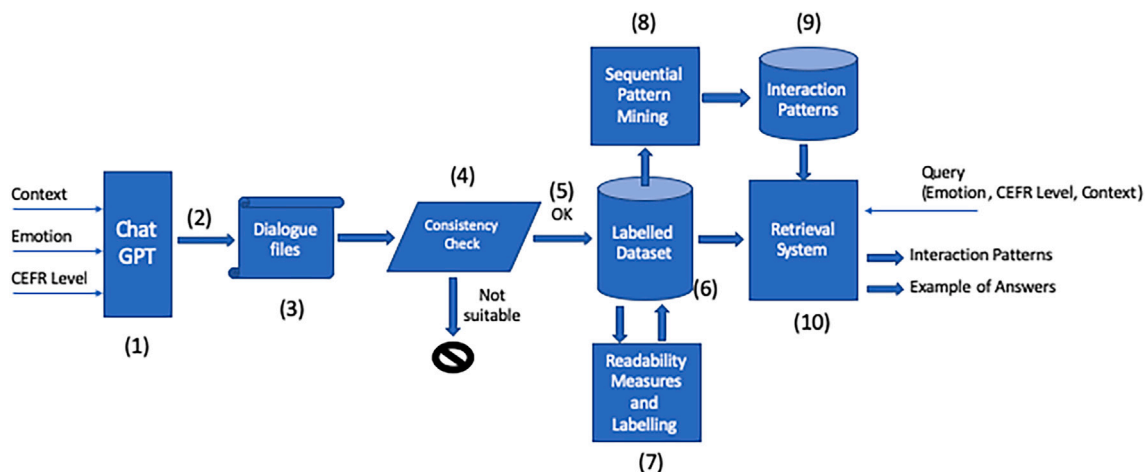 Context
Emotion
CEFR Level
Chat
GPT
(1)
(2)
Dialogue
files
(3)
(4)
Consistency
Check
Not
suitable
(5)
OK
Labelled
Dataset
(6)
Readability
Measures
and
Labelling
(7)
(8)
Sequential
Pattern
Mining
(9)
Interaction
Patterns
Retrieval
System
(10)
Query
(Emotion , CEFR Level, Context)
Interaction Patterns
Example of Answers